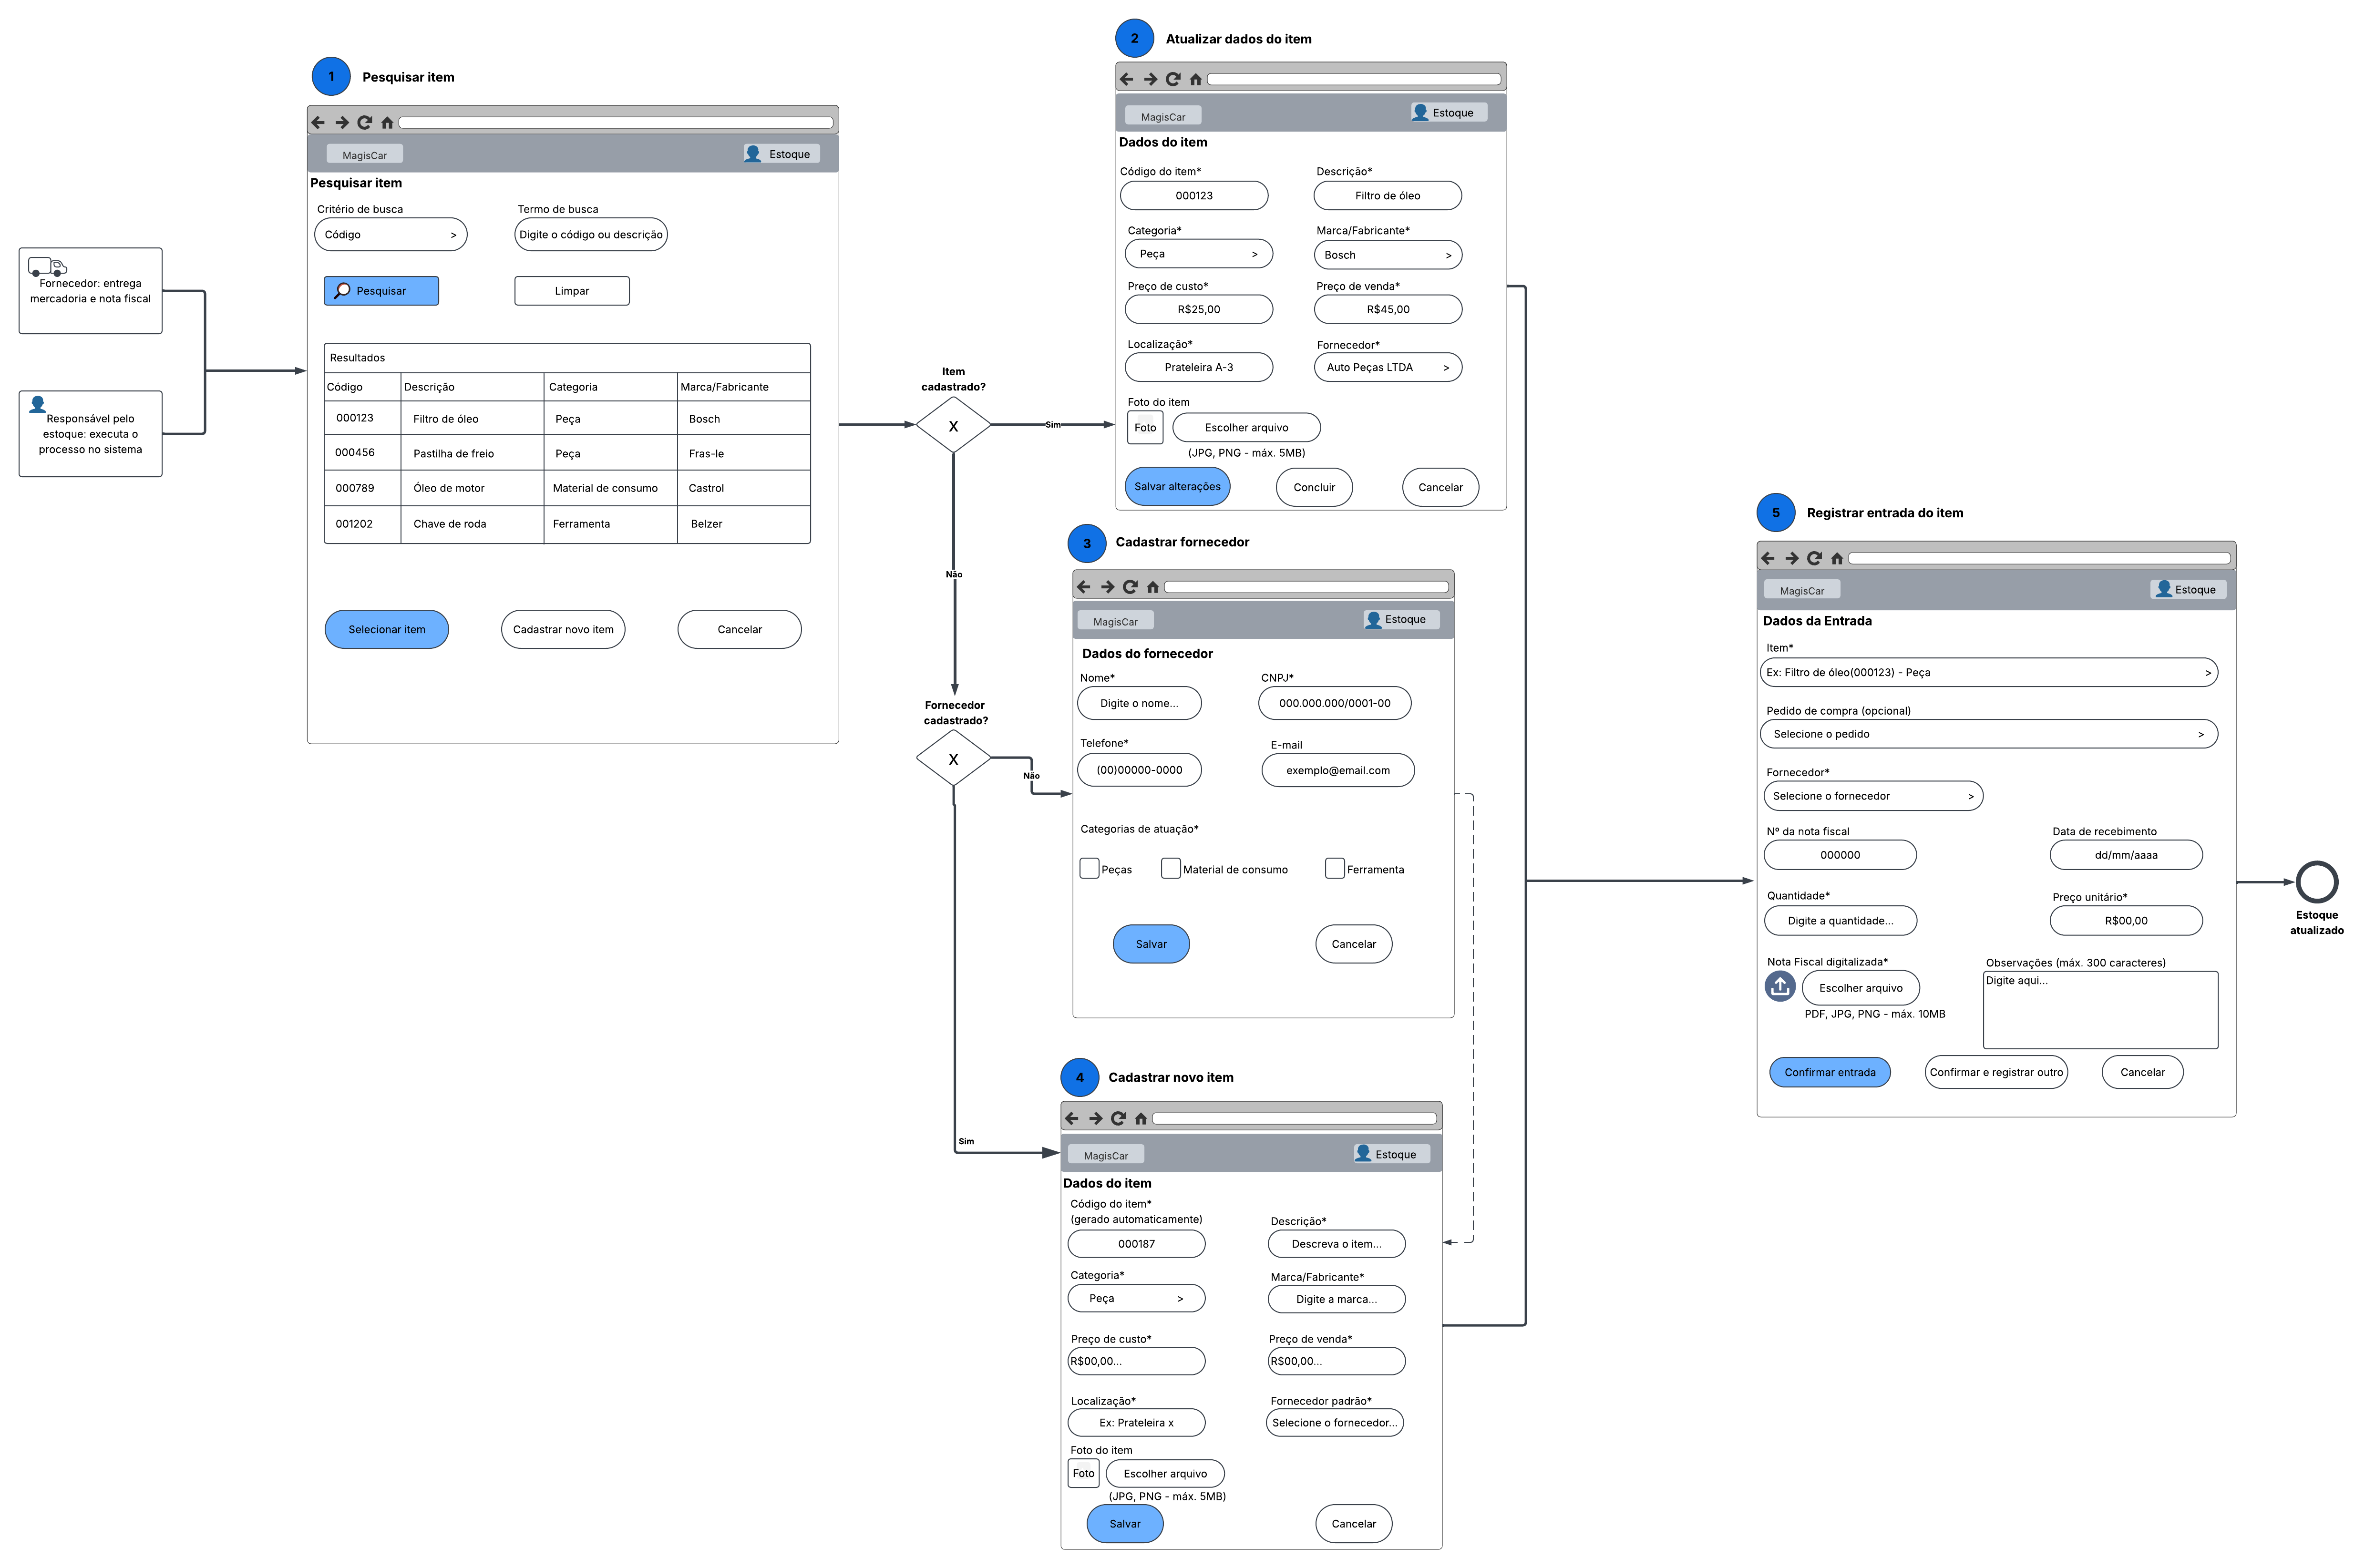 Fornecedor: entrega
mercadoria e nota fiscal
Responsável pelo
estoque: executa o
processo no sistema
1
Pesquisar item
MagisCar
Estoque
Pesquisar item
Critério de busca
Termo de busca
Código >
Digite o código ou descrição
Pesquisar
Limpar
Resultados
Código Descrição Categoria Marca/Fabricante
000123 Filtro de óleo Peça Bosch
000456 Pastilha de freio Peça Fras-le
000789 Óleo de motor Material de consumo Castrol
001202 Chave de roda Ferramenta Belzer
Selecionar item
Cadastrar novo item
Cancelar
Item
cadastrado?
X
Sim
Não
Fornecedor
cadastrado?
X
Não
Sim
2
Atualizar dados do item
MagisCar
Estoque
Dados do item
Código do item*
Descrição*
000123
Filtro de óleo
Categoria*
Marca/Fabricante*
Peça >
Bosch >
Preço de custo*
Preço de venda*
R$25,00
R$45,00
Localização*
Fornecedor*
Prateleira A-3
Auto Peças LTDA >
Foto do item
Foto
Escolher arquivo
(JPG, PNG - máx. 5MB)
Salvar alterações
Concluir
Cancelar
3
Cadastrar fornecedor
MagisCar
Estoque
Dados do fornecedor
Nome*
CNPJ*
Digite o nome...
000.000.000/0001-00
Telefone*
E-mail
(00)00000-0000
exemplo@email.com
Categorias de atuação*
Peças
Material de consumo
Ferramenta
Salvar
Cancelar
4
Cadastrar novo item
MagisCar
Estoque
Dados do item
Código do item*
(gerado automaticamente)
Descrição*
000187
Descreva o item...
Categoria*
Marca/Fabricante*
Peça >
Digite a marca...
Preço de custo*
Preço de venda*
R$00,00...
R$00,00...
Localização*
Fornecedor padrão*
Ex: Prateleira x
Selecione o fornecedor...
Foto do item
Foto
Escolher arquivo
(JPG, PNG - máx. 5MB)
Salvar
Cancelar
5
Registrar entrada do item
MagisCar
Estoque
Dados da Entrada
Item*
Ex: Filtro de óleo(000123) - Peça >
Pedido de compra (opcional)
Selecione o pedido >
Fornecedor*
Selecione o fornecedor >
Nº da nota fiscal
Data de recebimento
000000
dd/mm/aaaa
Quantidade*
Preço unitário*
Digite a quantidade...
R$00,00
Nota Fiscal digitalizada*
Observações (máx. 300 caracteres)
Escolher arquivo
Digite aqui...
PDF, JPG, PNG - máx. 10MB
Confirmar entrada
Confirmar e registrar outro
Cancelar
Estoque
atualizado